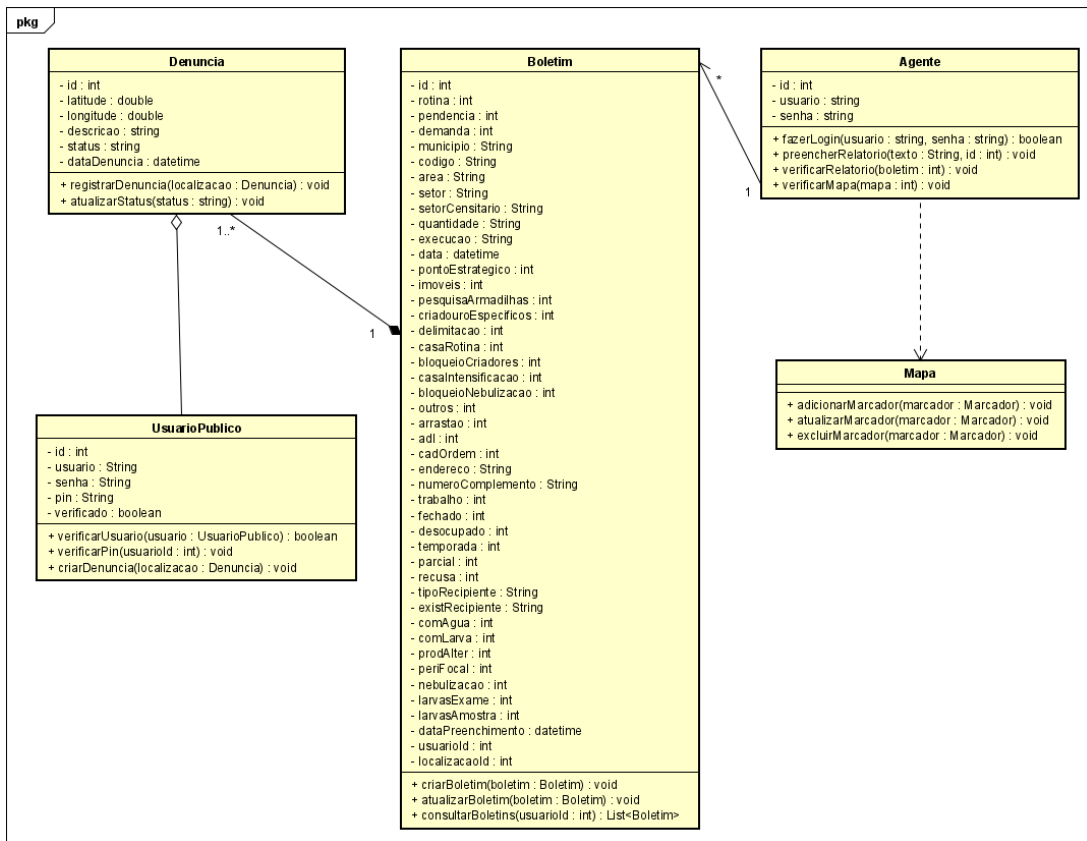 pkg
Denuncia
- id : int
- latitude : double
- longitude : double
- descricao : string
- status : string
- dataDenuncia : datetime
+ registrarDenuncia(localizacao : Denuncia) : void
+ atualizarStatus(status : string) : void
1..*
1
UsuarioPublico
- id : int
- usuario : String
- senha : String
- pin : String
- verificado : boolean
+ verificarUsuario(usuario : UsuarioPublico) : boolean
+ verificarPin(usuarioId : int) : void
+ criarDenuncia(localizacao : Denuncia) : void
Boletim
- id : int
- rotina : int
- pendencia : int
- demanda : int
- municipio : String
- codigo : String
- area : String
- setor : String
- setorCensitario : String
- quantidade : String
- execucao : String
- data : datetime
- pontoEstrategico : int
- imoveis : int
- pesquisaArmadilhas : int
- criadouroEspecificos : int
- delimitacao : int
- casaRotina : int
- bloqueioCriadores : int
- casaIntensificacao : int
- bloqueioNebulizacao : int
- outros : int
- arrastao : int
- adl : int
- cadOrdem : int
- endereco : String
- numeroComplemento : String
- trabalho : int
- fechado : int
- desocupado : int
- temporada : int
- parcial : int
- recusa : int
- tipoRecipiente : String
- existRecipiente : String
- comAgua : int
- comLarva : int
- prodAlter : int
- periFocal : int
- nebulizacao : int
- larvasExame : int
- larvasAmostra : int
- dataPreenchimento : datetime
- usuarioId : int
- localizacaoId : int
+ criarBoletim(boletim : Boletim) : void
+ atualizarBoletim(boletim : Boletim) : void
+ consultarBoletins(usuarioId : int) : List<Boletim>
*
1
Agente
- id : int
- usuario : string
- senha : string
+ fazerLogin(usuario : string, senha : string) : boolean
+ preencherRelatorio(texto : String, id : int) : void
+ verificarRelatorio(boletim : int) : void
+ verificarMapa(mapa : int) : void
Mapa
+ adicionarMarcador(marcador : Marcador) : void
+ atualizarMarcador(marcador : Marcador) : void
+ excluirMarcador(marcador : Marcador) : void